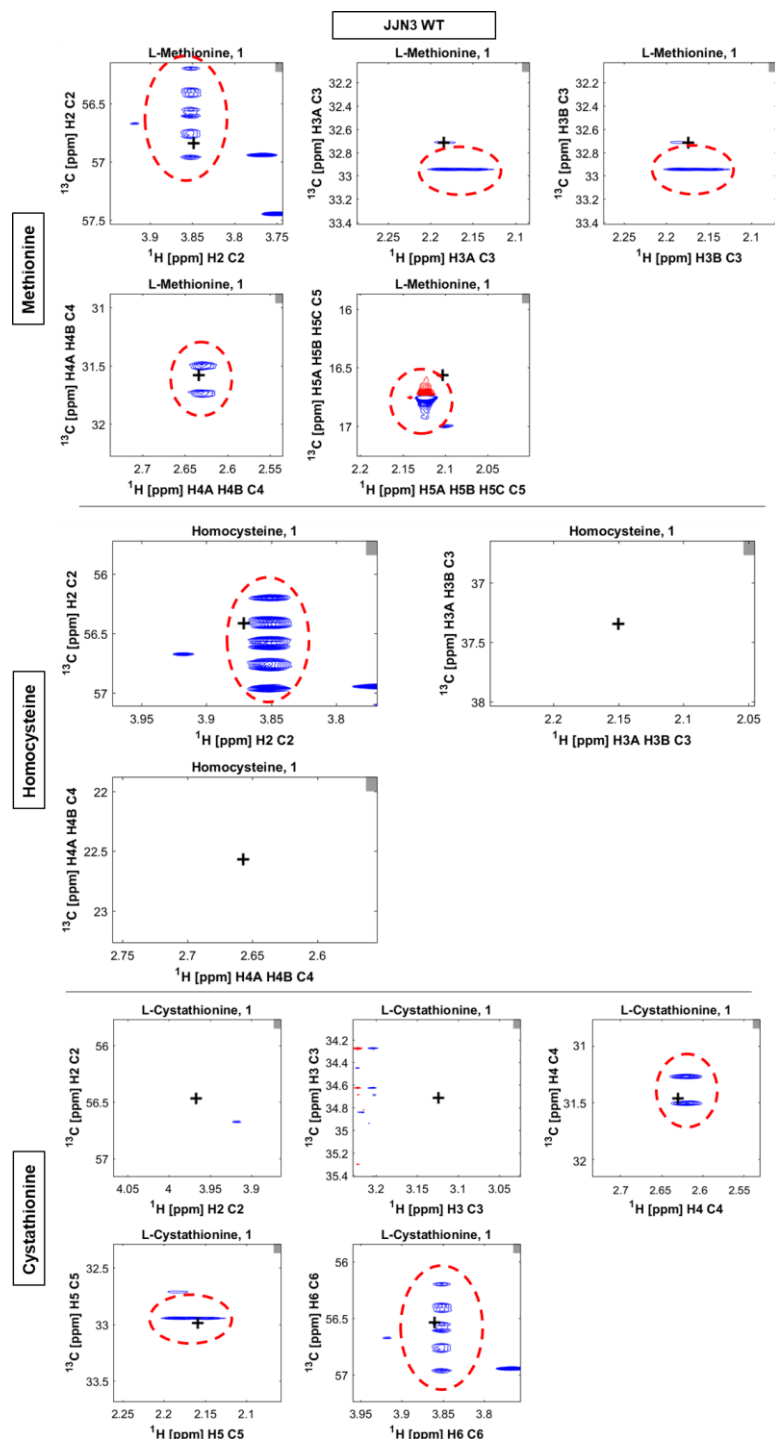 JJN3 WT
Methionine
L-Methionine, 1
¹³C [ppm] H2 C2
56.5
57
57.5
3.9
3.85
3.8
3.75
¹H [ppm] H2 C2
L-Methionine, 1
¹³C [ppm] H3A C3
32.2
32.4
32.6
32.8
33
33.2
33.4
2.25
2.2
2.15
2.1
¹H [ppm] H3A C3
L-Methionine, 1
¹³C [ppm] H3B C3
32.2
32.4
32.6
32.8
33
33.2
33.4
2.25
2.2
2.15
2.1
¹H [ppm] H3B C3
L-Methionine, 1
¹³C [ppm] H4A H4B C4
31
31.5
32
2.7
2.65
2.6
2.55
¹H [ppm] H4A H4B C4
L-Methionine, 1
¹³C [ppm] H5A H5B H5C C5
16
16.5
17
2.2
2.15
2.1
2.05
¹H [ppm] H5A H5B H5C C5
Homocysteine
Homocysteine, 1
¹³C [ppm] H2 C2
56
56.5
57
3.95
3.9
3.85
3.8
¹H [ppm] H2 C2
Homocysteine, 1
¹³C [ppm] H3A H3B C3
37
37.5
38
2.2
2.15
2.1
2.05
¹H [ppm] H3A H3B C3
Homocysteine, 1
¹³C [ppm] H4A H4B C4
22
22.5
23
2.75
2.7
2.65
2.6
¹H [ppm] H4A H4B C4
Cystathionine
L-Cystathionine, 1
¹³C [ppm] H2 C2
56
56.5
57
4.05
4
3.95
3.9
¹H [ppm] H2 C2
L-Cystathionine, 1
¹³C [ppm] H3 C3
34.2
34.4
34.6
34.8
35
35.2
35.4
3.2
3.15
3.1
3.05
¹H [ppm] H3 C3
L-Cystathionine, 1
¹³C [ppm] H4 C4
31
31.5
32
2.7
2.65
2.6
2.55
¹H [ppm] H4 C4
L-Cystathionine, 1
¹³C [ppm] H5 C5
32.5
33
33.5
2.25
2.2
2.15
2.1
¹H [ppm] H5 C5
L-Cystathionine, 1
¹³C [ppm] H6 C6
56
56.5
57
3.95
3.9
3.85
3.8
¹H [ppm] H6 C6